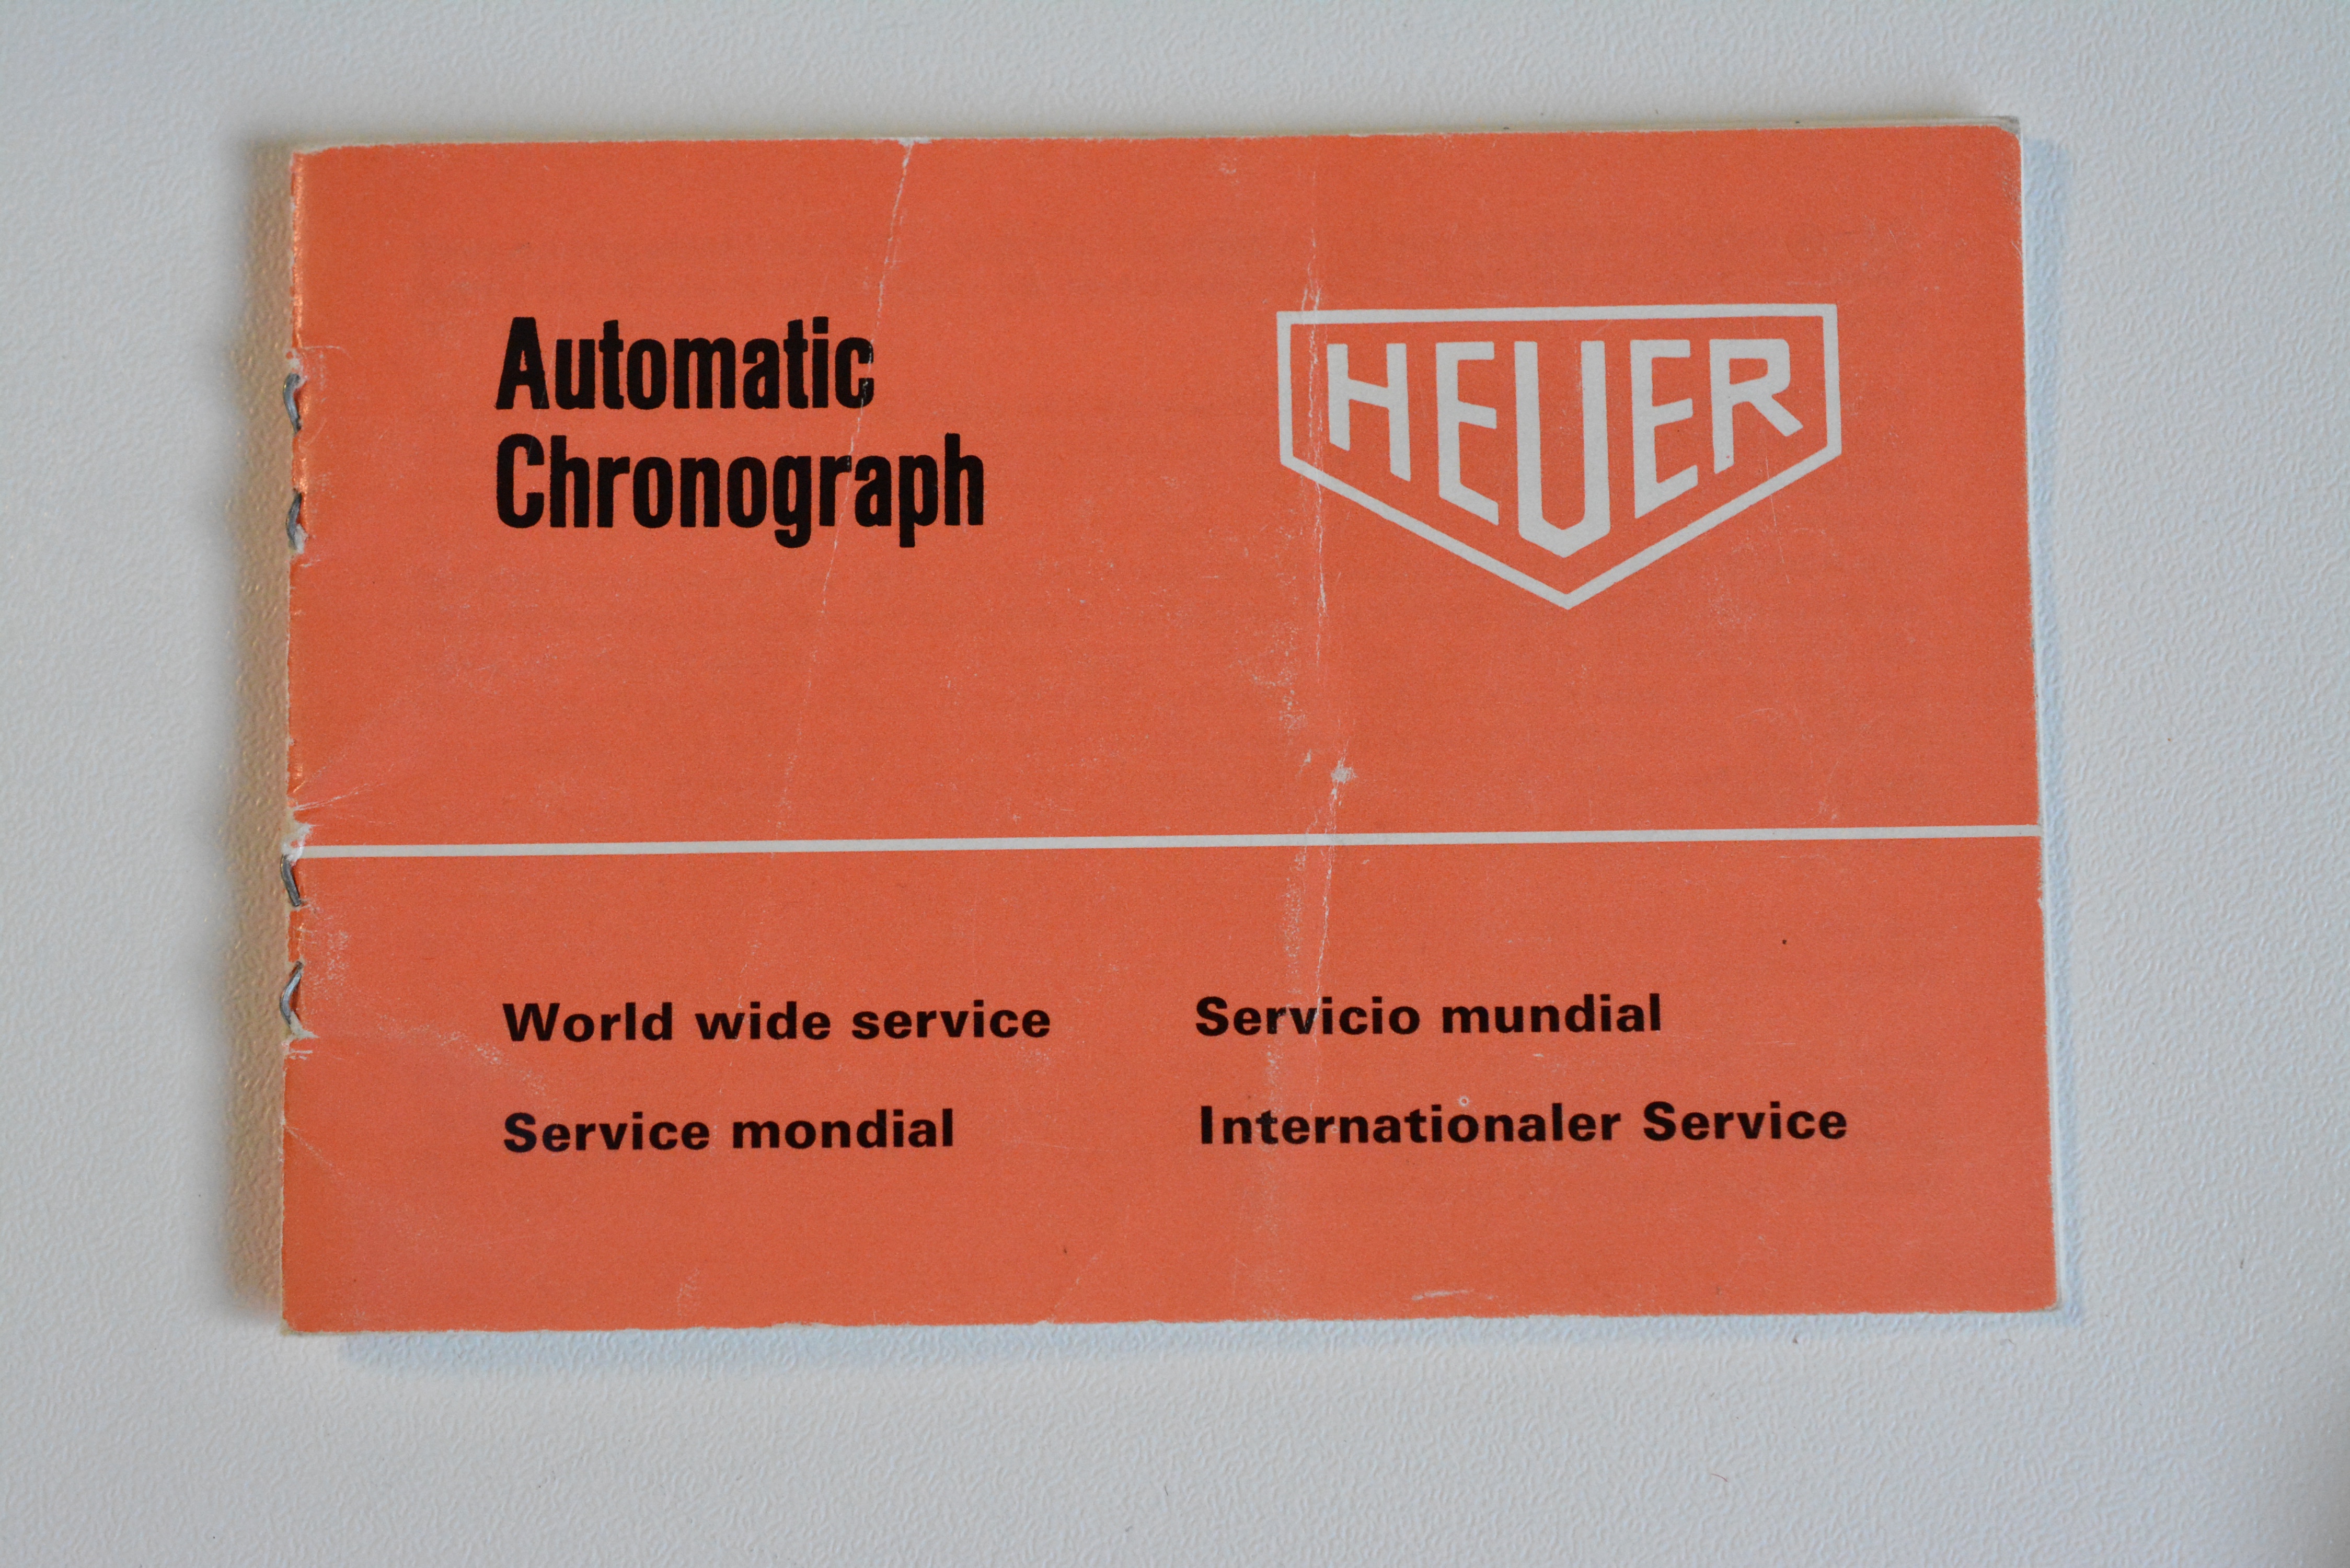 Automatic
Chronograph
HEUER
World wide service
Service mondial
Servicio mundial
Internationaler Service